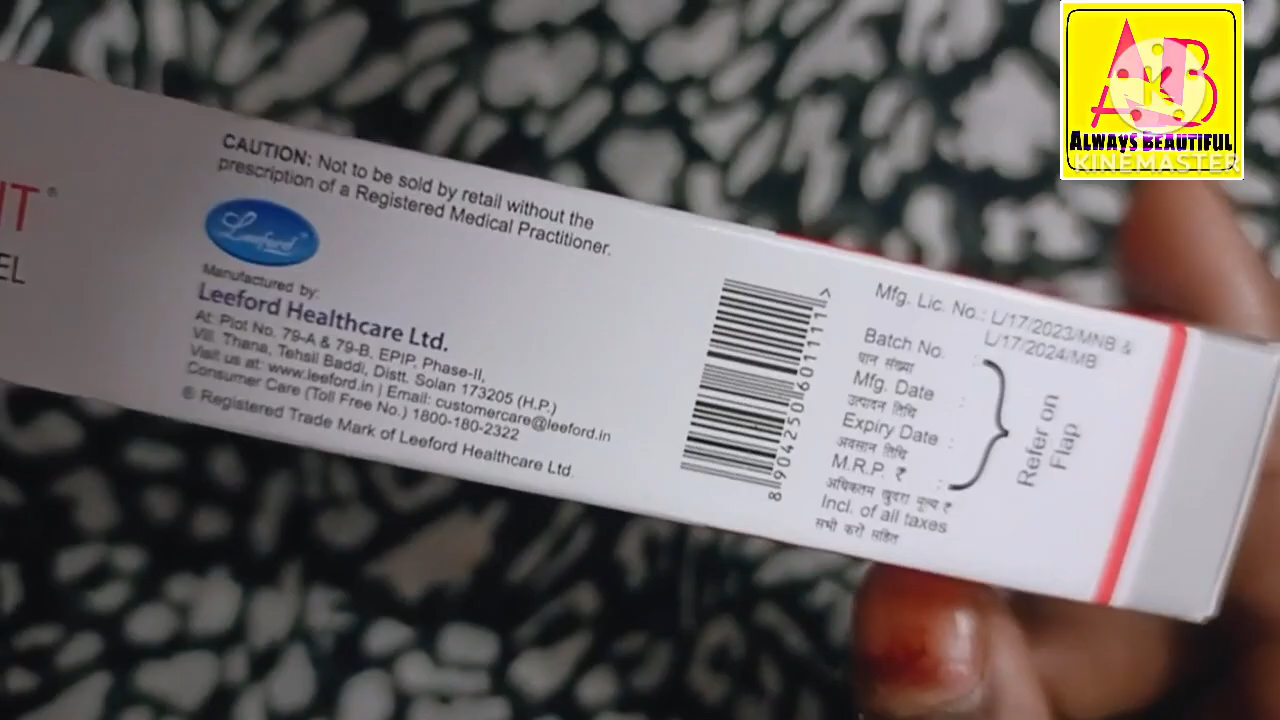 IT®
EL
CAUTION: Not to be sold by retail without the
prescription of a Registered Medical Practitioner.
Leeford
Manufactured by:
Leeford Healthcare Ltd.
At: Plot No. 79-A & 79-B, EPIP, Phase-II,
Vill. Thana, Tehsil Baddi, Distt. Solan 173205 (H.P.)
Visit us at: www.leeford.in | Email: customercare@leeford.in
Consumer Care (Toll Free No.) 1800-180-2322
® Registered Trade Mark of Leeford Healthcare Ltd.
8 904250 601111 >
Mfg. Lic. No.: L/17/2023/MNB &
L/17/2024/MB
Batch No. :
घान संख्या
Mfg. Date :
उत्पादन तिथि
Expiry Date :
अवसान तिथि
M.R.P. ₹ :
अधिकतम खुदरा मूल्य ₹
Incl. of all taxes
सभी करों सहित
Refer on
Flap
AKB
ALWAYS BEAUTIFUL
KINEMASTER